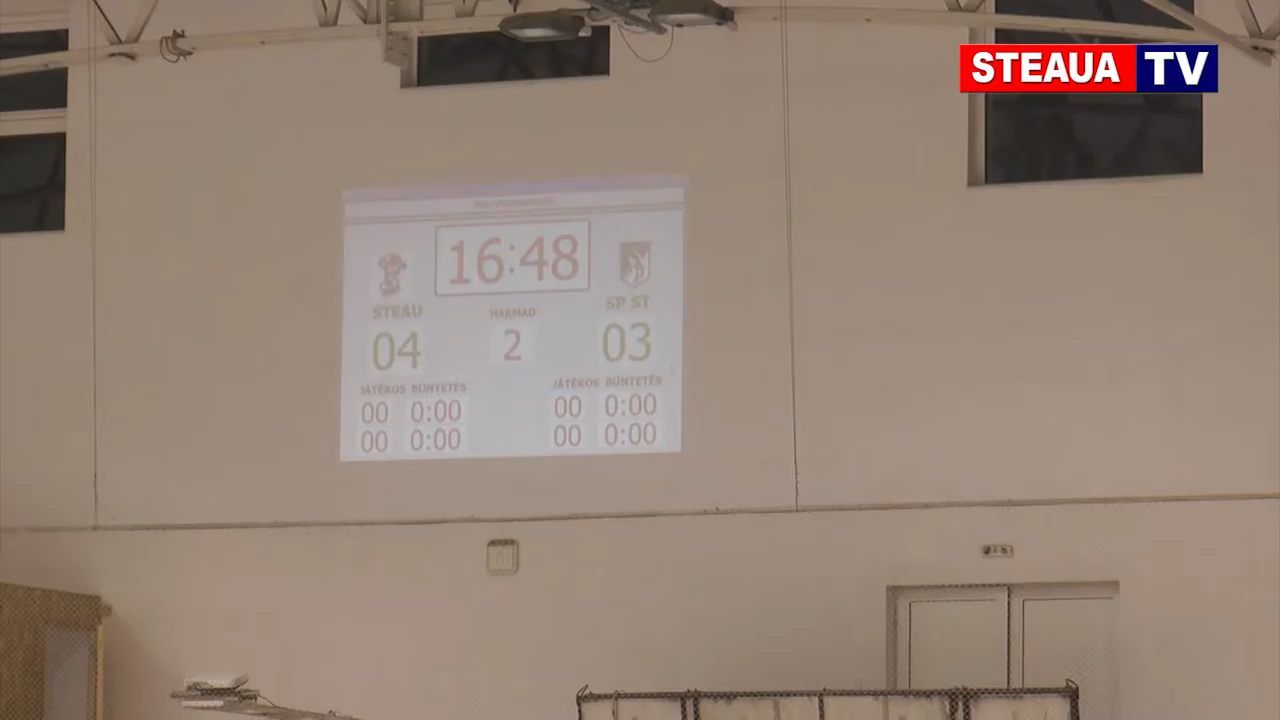 STEAUA TV
16:48
STEAU HARMAD SP ST
04 2 03
JÁTÉKOS BÜNTETÉS JÁTÉKOS BÜNTETÉS
00 0:00 00 0:00
00 0:00 00 0:00